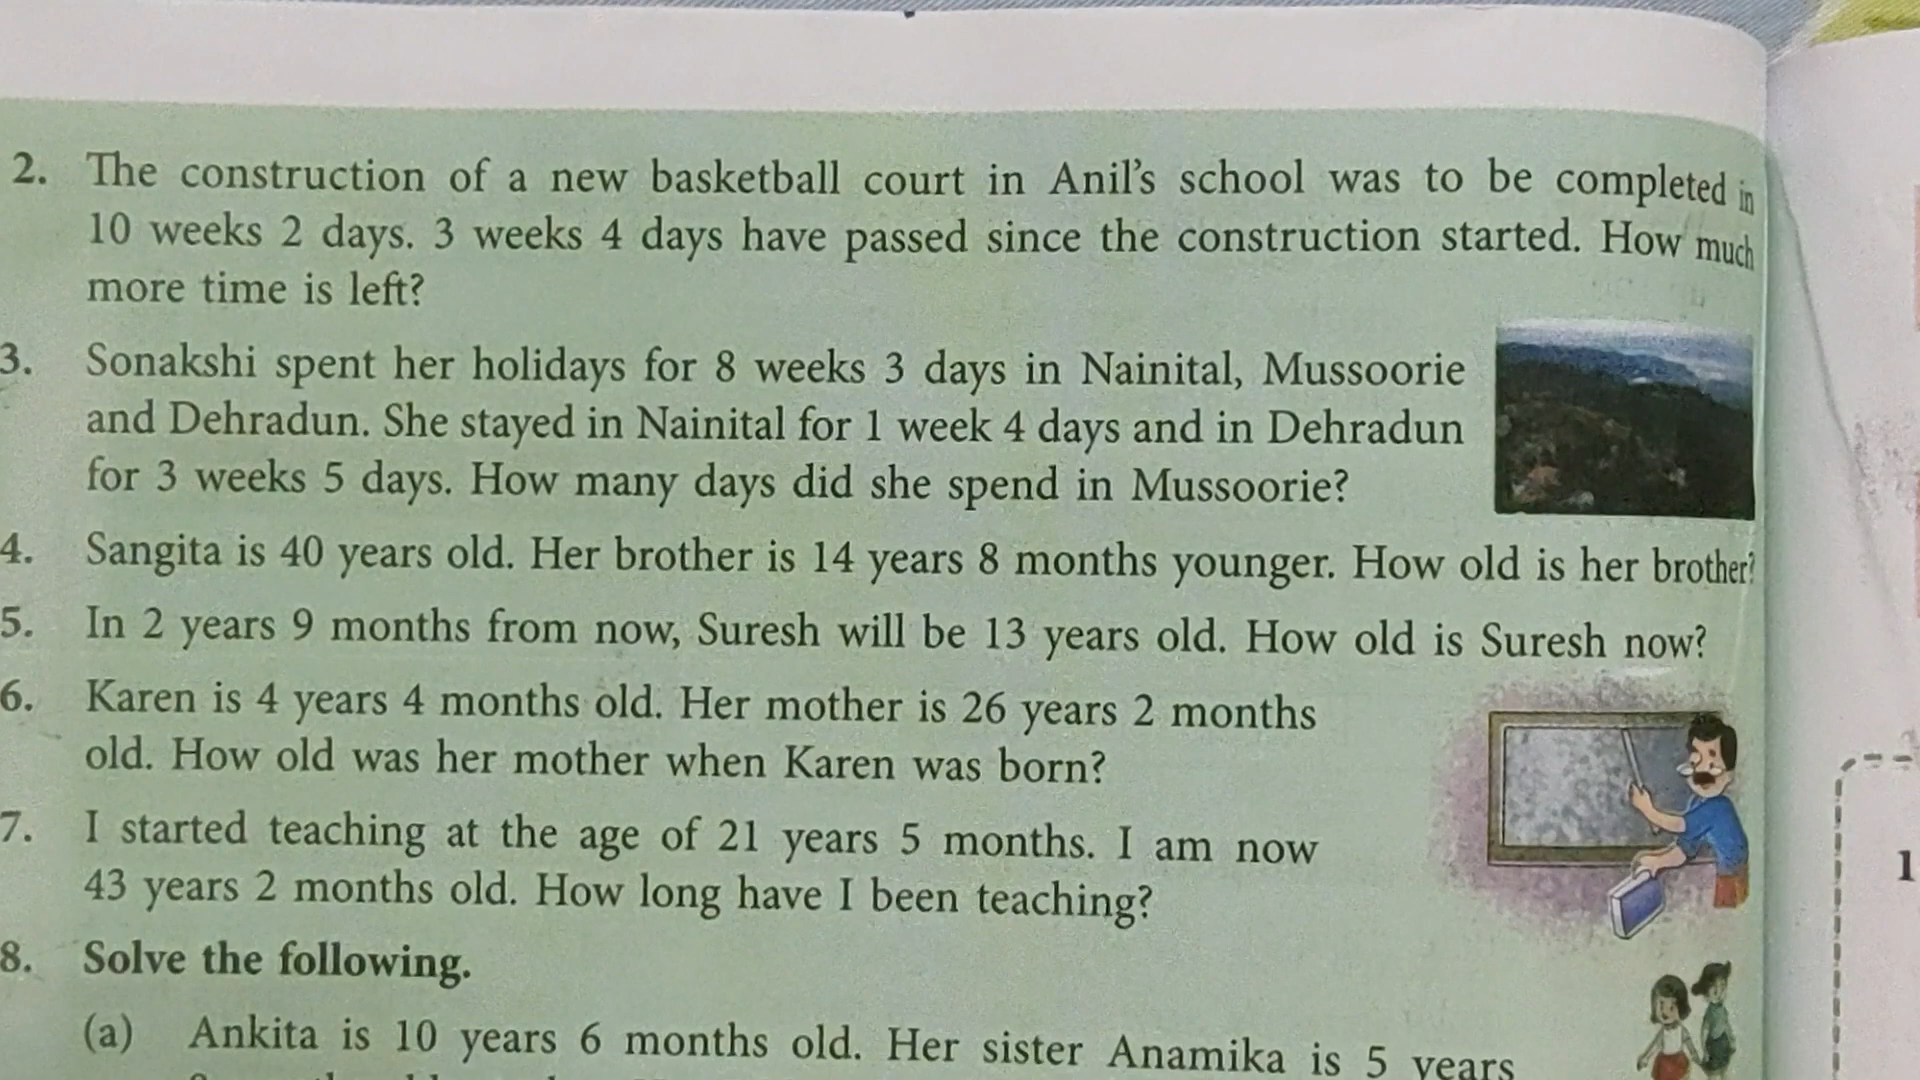 2. The construction of a new basketball court in Anil's school was to be completed in
10 weeks 2 days. 3 weeks 4 days have passed since the construction started. How much
more time is left?
3. Sonakshi spent her holidays for 8 weeks 3 days in Nainital, Mussoorie
and Dehradun. She stayed in Nainital for 1 week 4 days and in Dehradun
for 3 weeks 5 days. How many days did she spend in Mussoorie?
4. Sangita is 40 years old. Her brother is 14 years 8 months younger. How old is her brother?
5. In 2 years 9 months from now, Suresh will be 13 years old. How old is Suresh now?
6. Karen is 4 years 4 months old. Her mother is 26 years 2 months
old. How old was her mother when Karen was born?
7. I started teaching at the age of 21 years 5 months. I am now
43 years 2 months old. How long have I been teaching?
8. Solve the following.
(a) Ankita is 10 years 6 months old. Her sister Anamika is 5 years
1